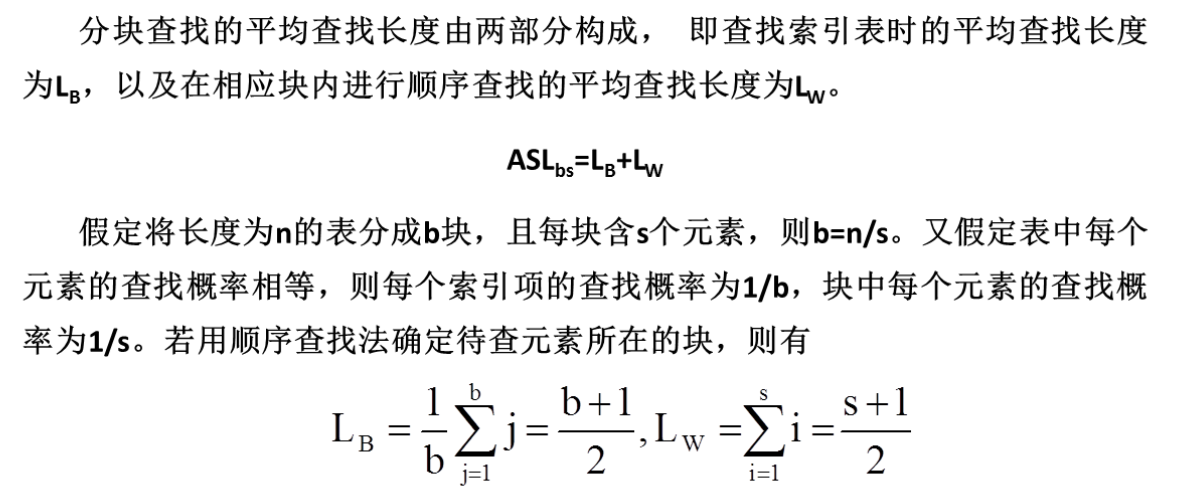 分块查找的平均查找长度由两部分构成， 即查找索引表时的平均查找长度
为L_B，以及在相应块内进行顺序查找的平均查找长度为L_W。
ASL_bs=L_B+L_W
假定将长度为n的表分成b块，且每块含s个元素，则b=n/s。又假定表中每个
元素的查找概率相等，则每个索引项的查找概率为1/b，块中每个元素的查找概
率为1/s。若用顺序查找法确定待查元素所在的块，则有
L_B = \frac{1}{b} \sum_{j=1}^{b} j = \frac{b+1}{2}, L_W = \sum_{i=1}^{s} i = \frac{s+1}{2}